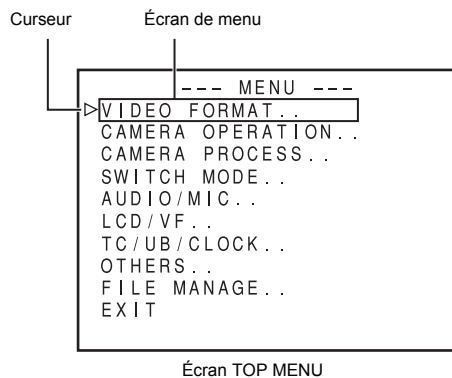 Curseur
Écran de menu
--- MENU ---
VIDEO FORMAT..
CAMERA OPERATION..
CAMERA PROCESS..
SWITCH MODE..
AUDIO/MIC..
LCD/VF..
TC/UB/CLOCK..
OTHERS..
FILE MANAGE..
EXIT
Écran TOP MENU